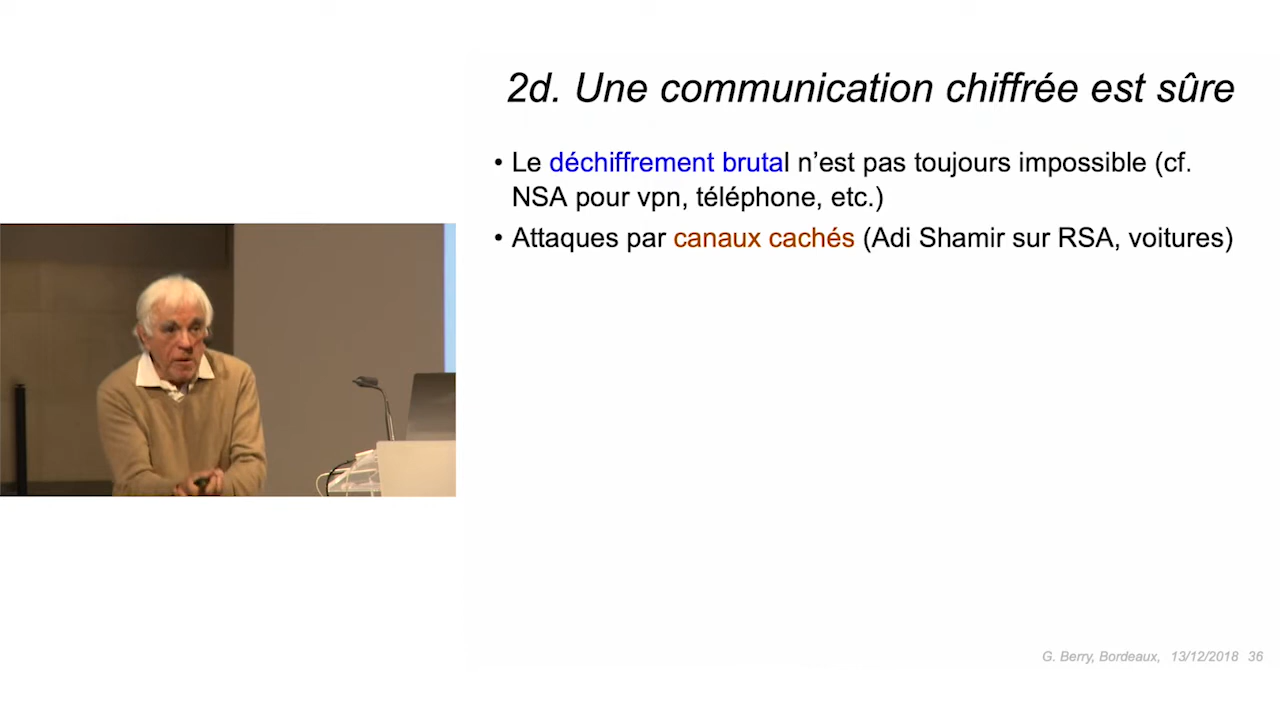 2d. Une communication chiffrée est sûre
• Le déchiffrement brutal n’est pas toujours impossible (cf.
NSA pour vpn, téléphone, etc.)
• Attaques par canaux cachés (Adi Shamir sur RSA, voitures)
G. Berry, Bordeaux, 13/12/2018 36